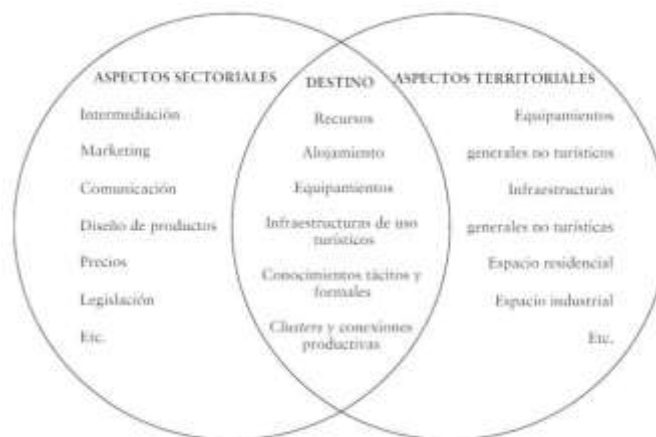 ASPECTOS SECTORIALES
Intermediación
Marketing
Comunicación
Diseño de productos
Precios
Legislación
Etc.
DESTINO
Recursos
Alojamiento
Equipamientos
Infraestructuras de uso
turísticos
Conocimientos tácitos y
formales
Clusters y conexiones
productivas
ASPECTOS TERRITORIALES
Equipamientos
generales no turísticos
Infraestructuras
generales no turísticas
Espacio residencial
Espacio industrial
Etc.